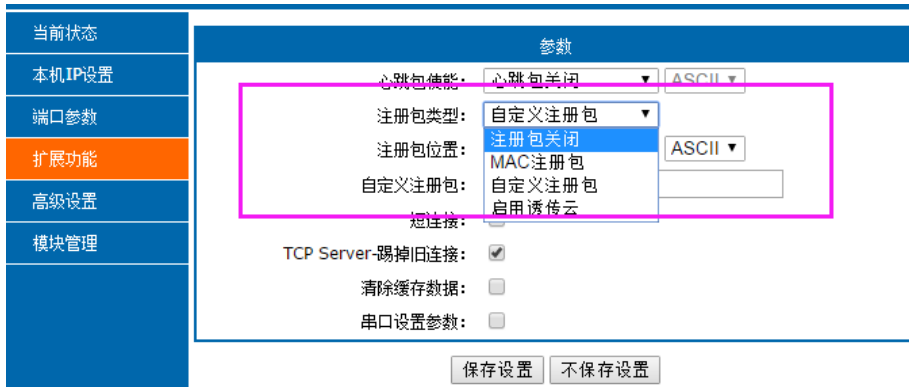 当前状态
本机IP设置
端口参数
扩展功能
高级设置
模块管理
参数
心跳包使能： 心跳包关闭 ASCII
注册包类型： 自定义注册包
注册包关闭
注册包位置： ASCII
MAC注册包
自定义注册包： 自定义注册包
启用透传云
短连接：
TCP Server-踢掉旧连接：
清除缓存数据：
串口设置参数：
保存设置 不保存设置